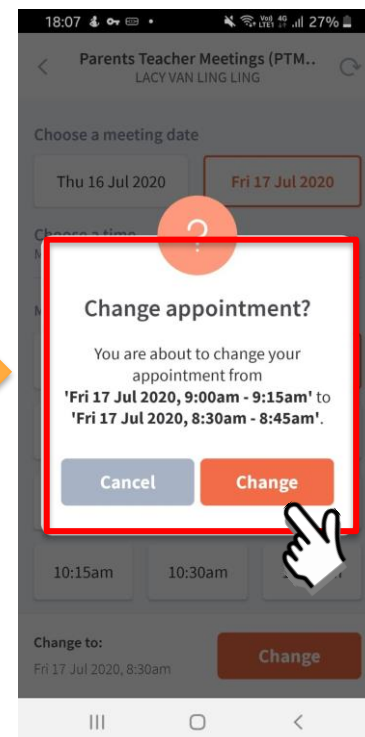 18:07 27%
Parents Teacher Meetings (PTM..
LACY VAN LING LING
Choose a meeting date
Thu 16 Jul 2020 Fri 17 Jul 2020
Choose a time
M
?
M
Change appointment?
You are about to change your
appointment from
'Fri 17 Jul 2020, 9:00am - 9:15am' to
'Fri 17 Jul 2020, 8:30am - 8:45am'.
Cancel Change
10:15am 10:30am
Change to:
Fri 17 Jul 2020, 8:30am
Change